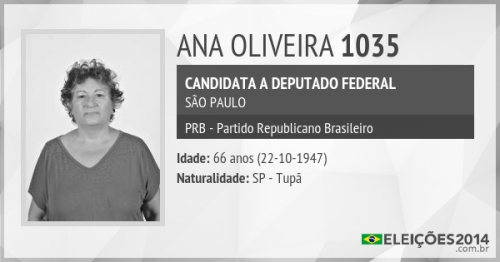 ANA OLIVEIRA 1035
CANDIDATA A DEPUTADO FEDERAL
SÃO PAULO
PRB - Partido Republicano Brasileiro
Idade: 66 anos (22-10-1947)
Naturalidade: SP - Tupã
ELEIÇÕES2014
.com.br